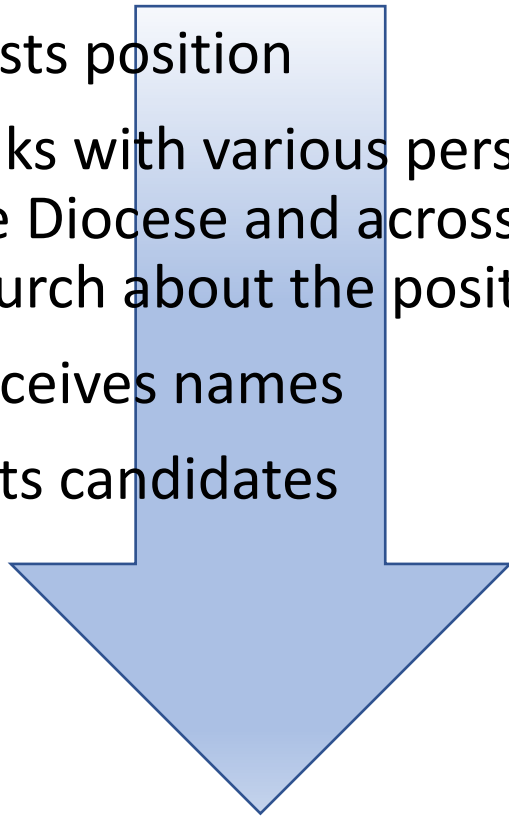 sts position
ks with various pers
e Diocese and across
urch about the posit
ceives names
ts candidates